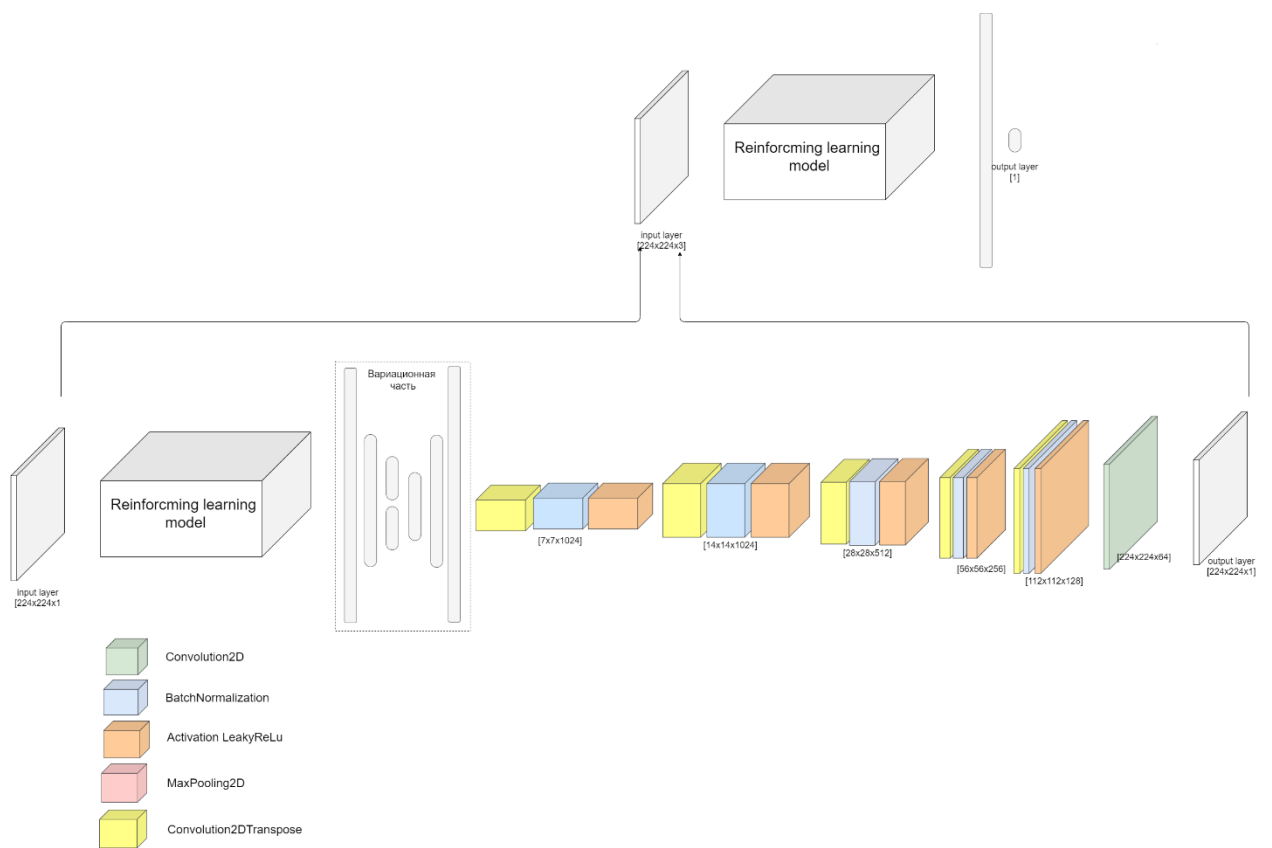 Reinforcming learning
model
output layer
[1]
input layer
[224x224x3]
Вариационная
часть
Reinforcming learning
model
input layer
[224x224x1
[7x7x1024]
[14x14x1024]
[28x28x512]
[56x56x256]
[112x112x128]
[224x224x64]
output layer
[224x224x1]
Convolution2D
BatchNormalization
Activation LeakyReLu
MaxPooling2D
Convolution2DTranspose